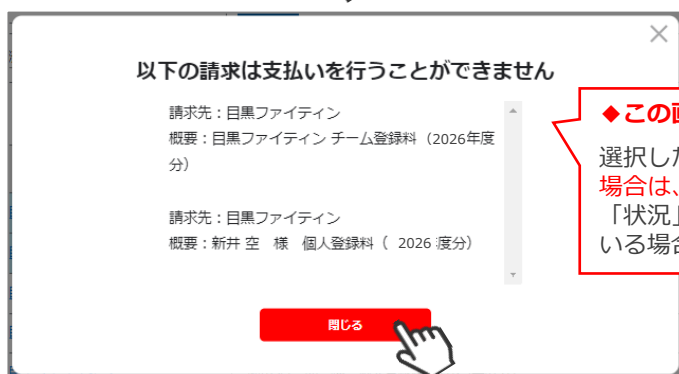 以下の請求は支払いを行うことができません
請求先：目黒ファイティン
概要：目黒ファイティン チーム登録料（2026年度
分）
請求先：目黒ファイティン
概要：新井 空　様　個人登録料（ 2026 度分）
閉じる
◆この
選択した
場合は、
「状況」
いる場合